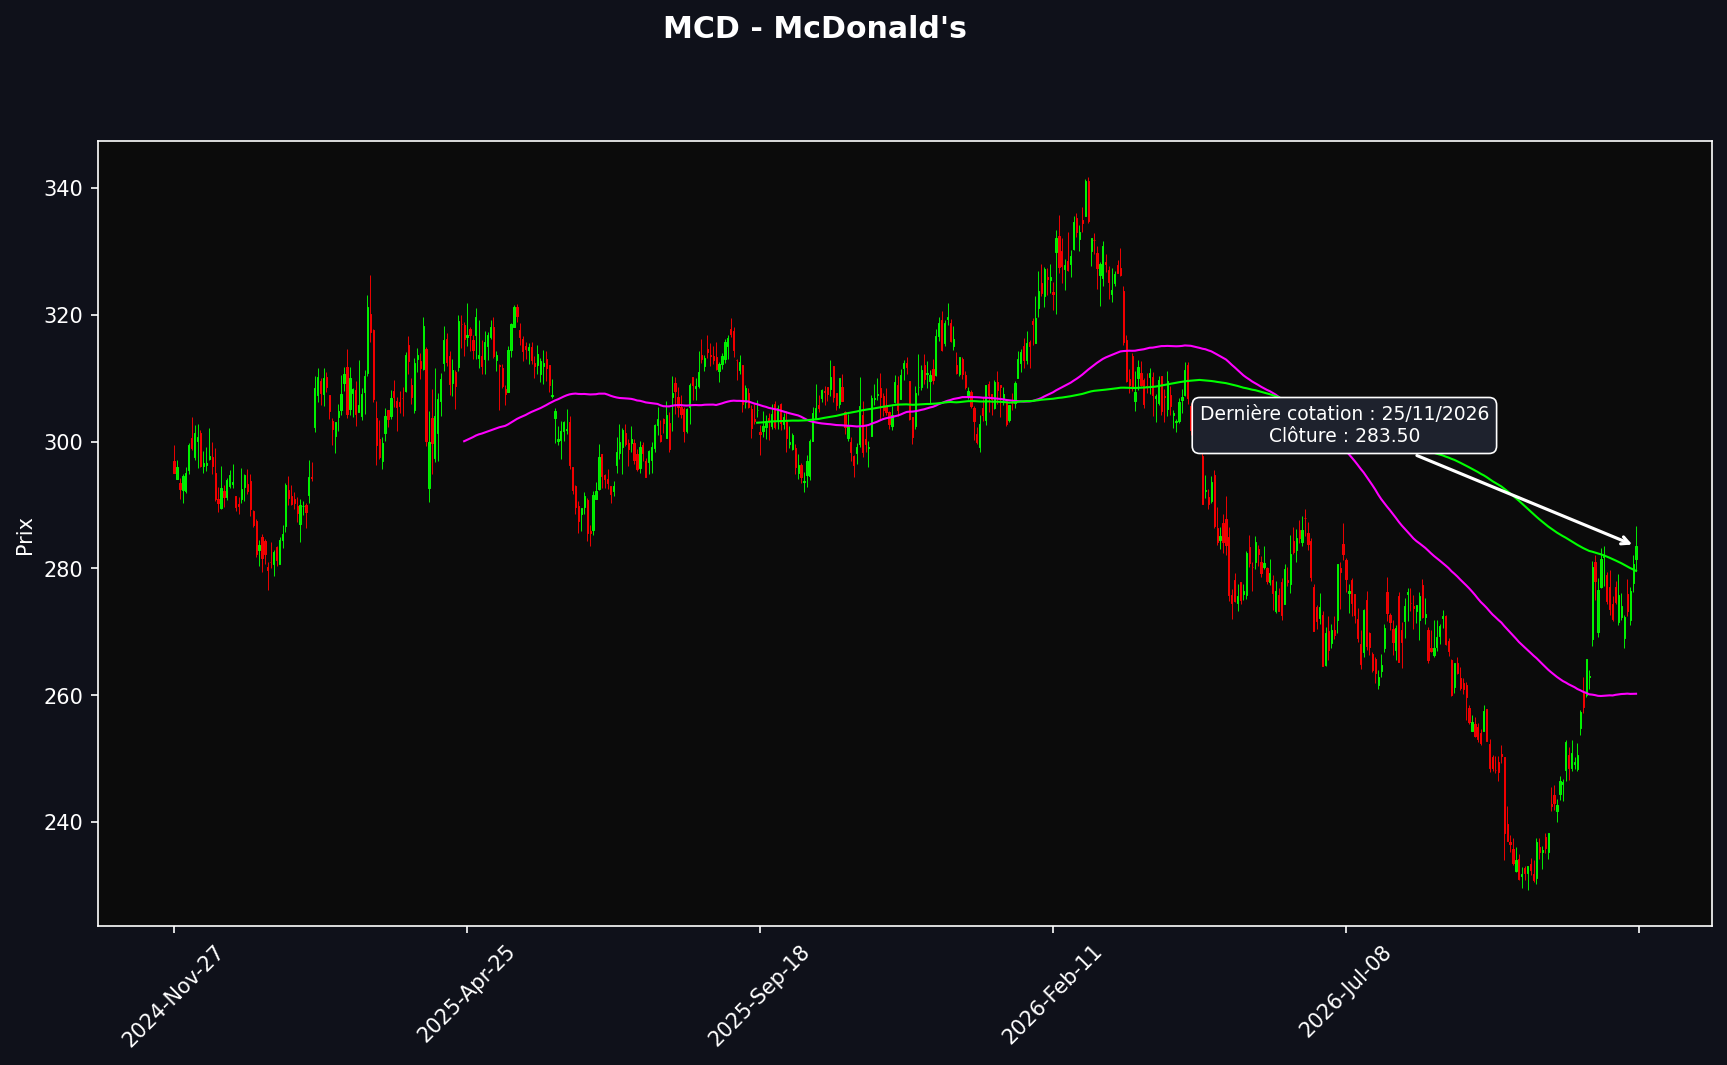 MCD - McDonald's
Prix
340
320
300
280
260
240
Dernière cotation : 25/11/2026
Clôture : 283.50
2024-Nov-27
2025-Apr-25
2025-Sep-18
2026-Feb-11
2026-Jul-08